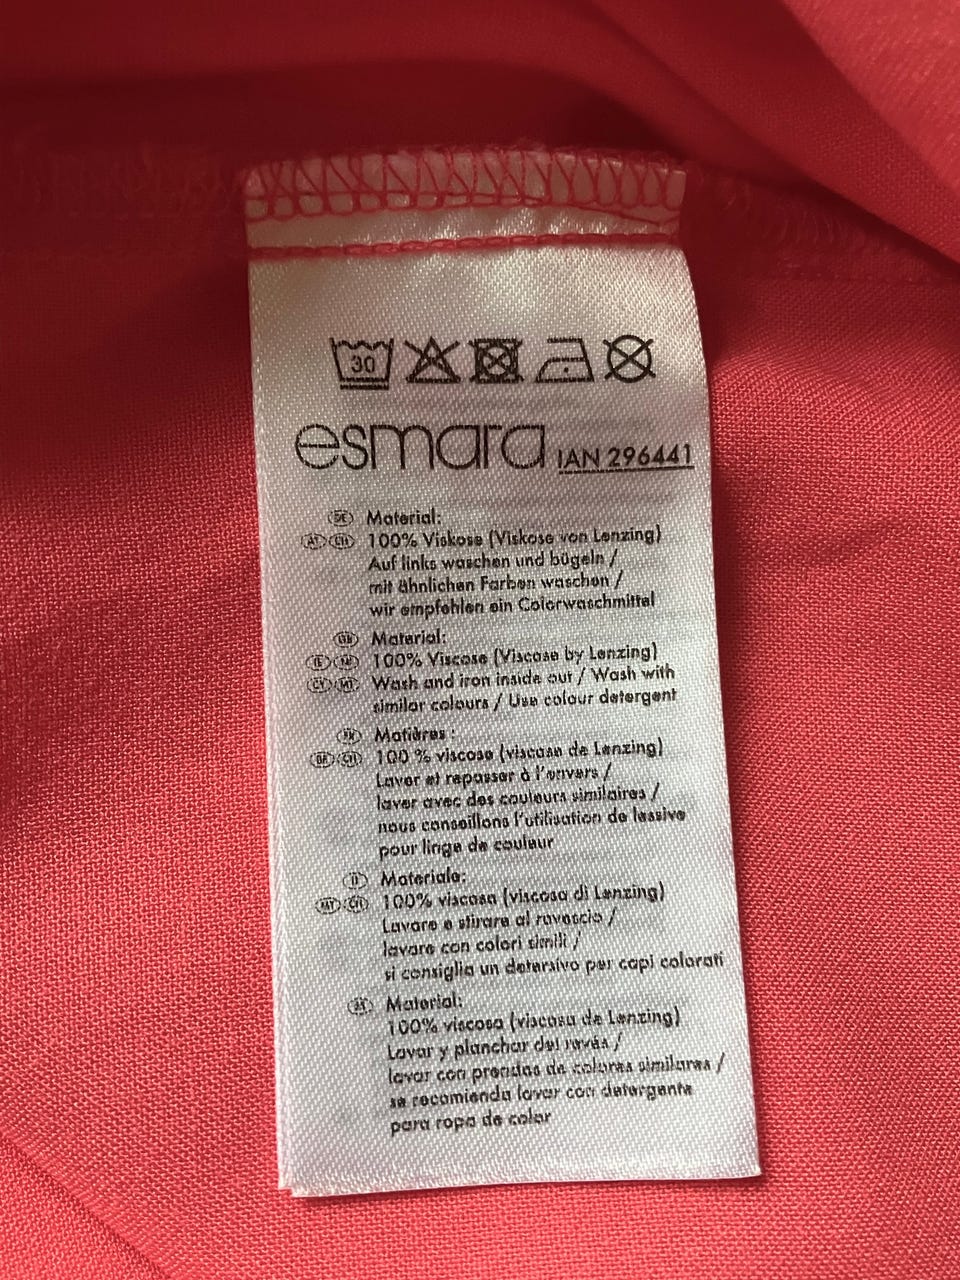 30
esmara IAN 296441
DE Material:
AT CH 100% Viskose (Viskose von Lenzing)
Auf links waschen und bügeln /
mit ähnlichen Farben waschen /
wir empfehlen ein Colorwaschmittel
GB Material:
IE 100% Viscose (Viscose by Lenzing)
CY MT Wash and iron inside out / Wash with
similar colours / Use colour detergent
FR Matières :
BE CH 100 % viscose (viscose de Lenzing)
Laver et repasser à l'envers /
laver avec des couleurs similaires /
nous conseillons l'utilisation de lessive
pour linge de couleur
IT Materiale:
MT CH 100% viscosa (viscosa di Lenzing)
Lavare e stirare al rovescio /
lavare con colori simili /
si consiglia un detersivo per capi colorati
ES Material:
100% viscosa (viscosa de Lenzing)
Lavar y planchar del revés /
lavar con prendas de colores similares /
se recomienda lavar con detergente
para ropa de color